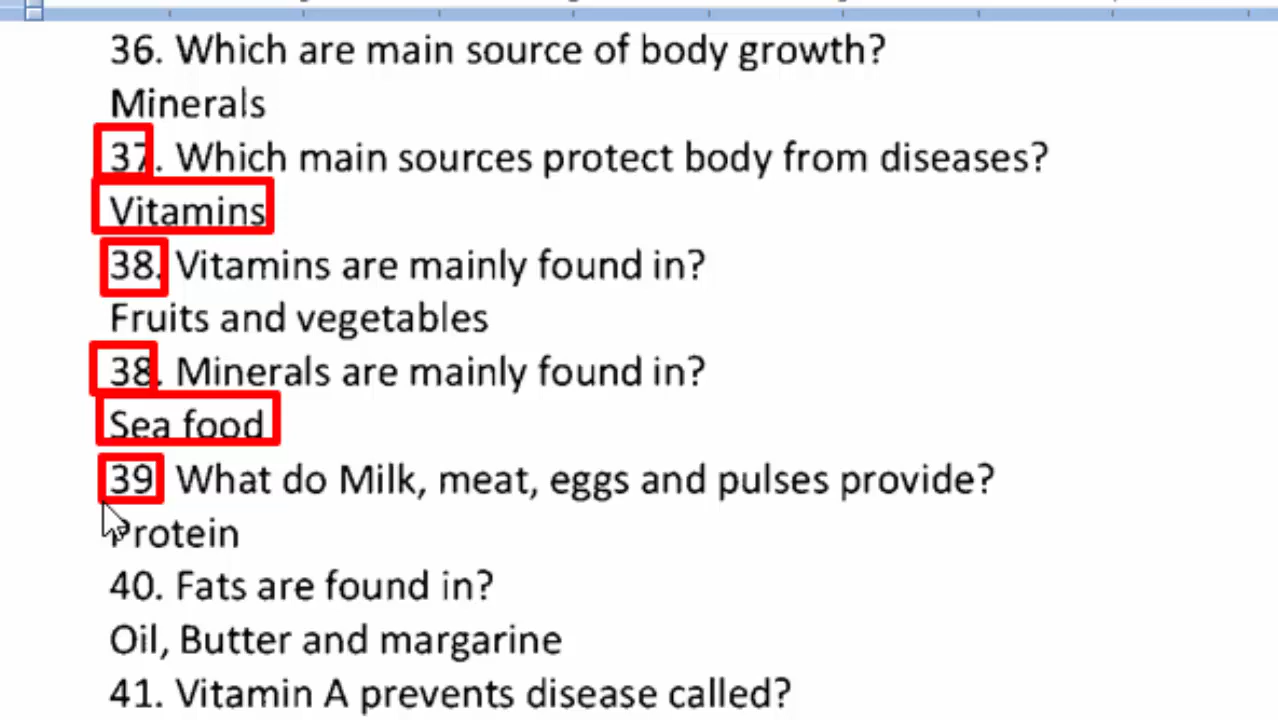 36. Which are main source of body growth?
Minerals
37. Which main sources protect body from diseases?
Vitamins
38. Vitamins are mainly found in?
Fruits and vegetables
38. Minerals are mainly found in?
Sea food
39. What do Milk, meat, eggs and pulses provide?
Protein
40. Fats are found in?
Oil, Butter and margarine
41. Vitamin A prevents disease called?